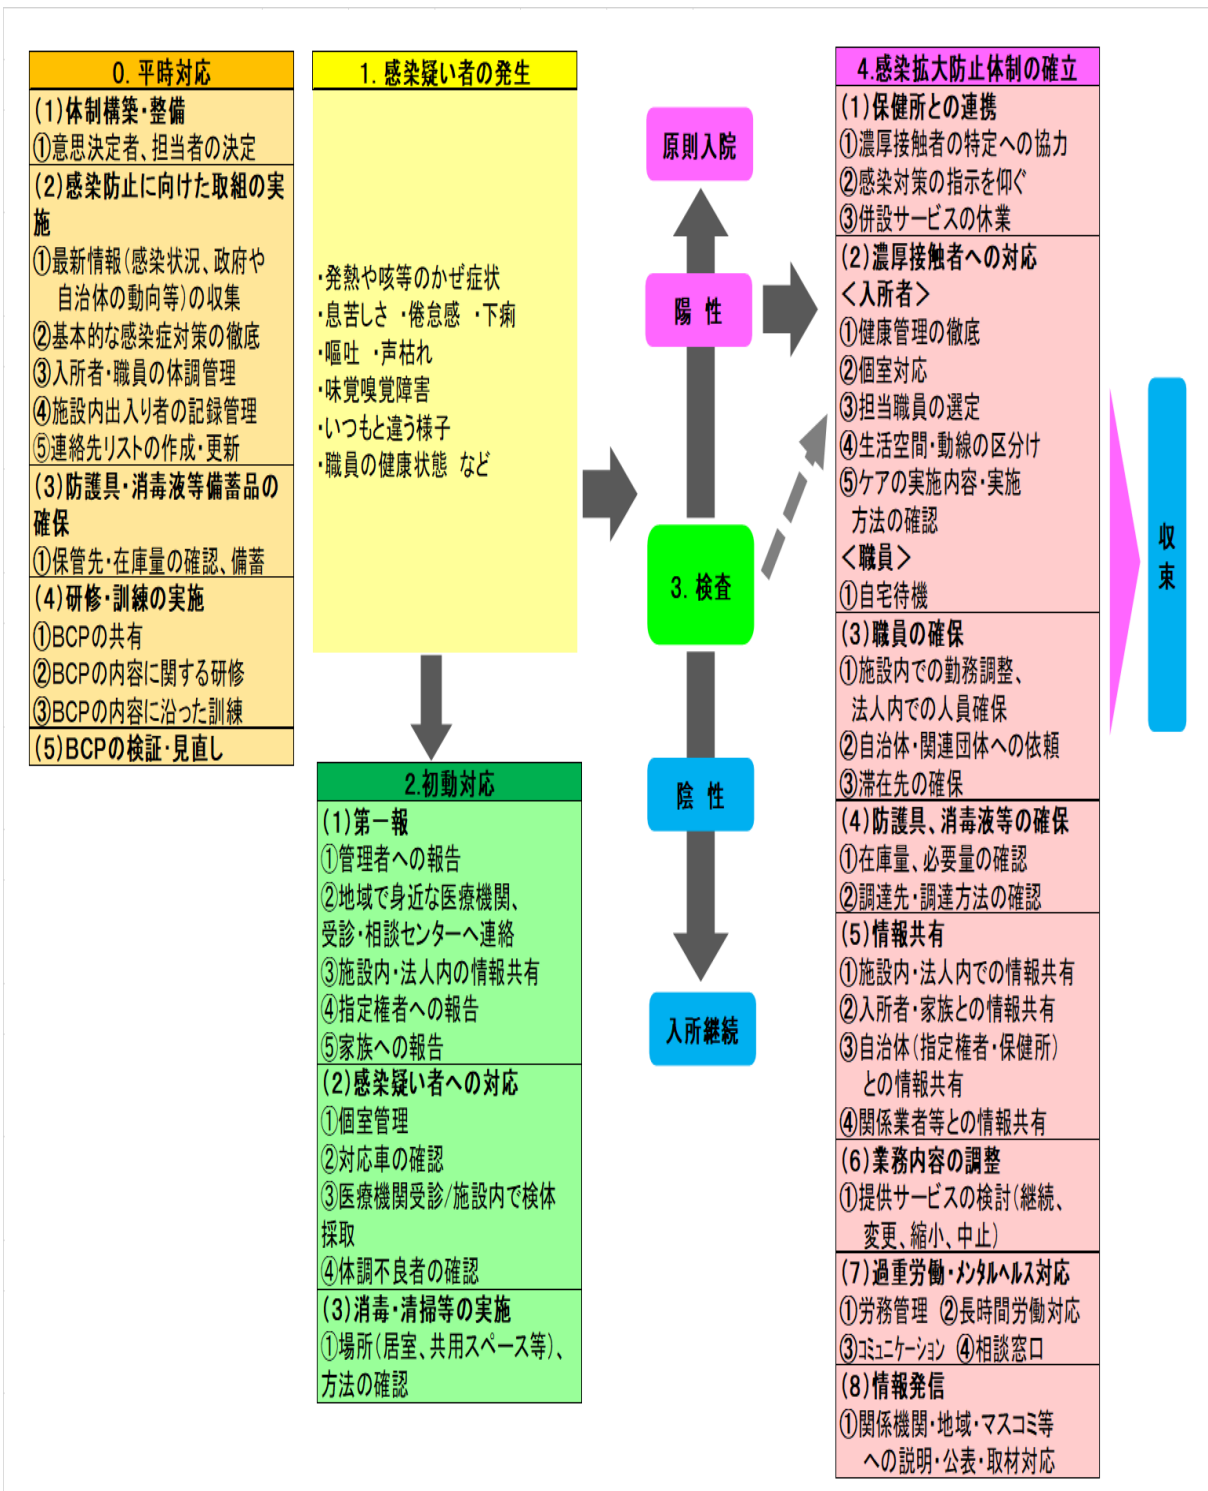 0. 平時対応
(1)体制構築・整備
①意思決定者、担当者の決定
(2)感染防止に向けた取組の実
施
①最新情報(感染状況、政府や
自治体の動向等)の収集
②基本的な感染症対策の徹底
③入所者・職員の体調管理
④施設内出入り者の記録管理
⑤連絡先リストの作成・更新
(3)防護具・消毒液等備蓄品の
確保
①保管先・在庫量の確認、備蓄
(4)研修・訓練の実施
①BCPの共有
②BCPの内容に関する研修
③BCPの内容に沿った訓練
(5)BCPの検証・見直し
1. 感染疑い者の発生
・発熱や咳等のかぜ症状
・息苦しさ ・倦怠感 ・下痢
・嘔吐 ・声枯れ
・味覚嗅覚障害
・いつもと違う様子
・職員の健康状態 など
2.初動対応
(1)第一報
①管理者への報告
②地域で身近な医療機関、
受診・相談センターへ連絡
③施設内・法人内の情報共有
④指定権者への報告
⑤家族への報告
(2)感染疑い者への対応
①個室管理
②対応車の確認
③医療機関受診/施設内で検体
採取
④体調不良者の確認
(3)消毒・清掃等の実施
①場所(居室、共用スペース等)、
方法の確認
原則入院
陽 性
3. 検査
陰 性
入所継続
4.感染拡大防止体制の確立
(1)保健所との連携
①濃厚接触者の特定への協力
②感染対策の指示を仰ぐ
③併設サービスの休業
(2)濃厚接触者への対応
＜入所者＞
①健康管理の徹底
②個室対応
③担当職員の選定
④生活空間・動線の区分け
⑤ケアの実施内容・実施
方法の確認
＜職員＞
①自宅待機
(3)職員の確保
①施設内での勤務調整、
法人内での人員確保
②自治体・関連団体への依頼
③滞在先の確保
(4)防護具、消毒液等の確保
①在庫量、必要量の確認
②調達先・調達方法の確認
(5)情報共有
①施設内・法人内での情報共有
②入所者・家族との情報共有
③自治体(指定権者・保健所)
との情報共有
④関係業者等との情報共有
(6)業務内容の調整
①提供サービスの検討(継続、
変更、縮小、中止)
(7)過重労働・ﾒﾝﾀﾙﾍﾙｽ対応
①労務管理 ②長時間労働対応
③ｺﾐｭﾆｹｰｼｮﾝ ④相談窓口
(8)情報発信
①関係機関・地域・マスコミ等
への説明・公表・取材対応
収
束